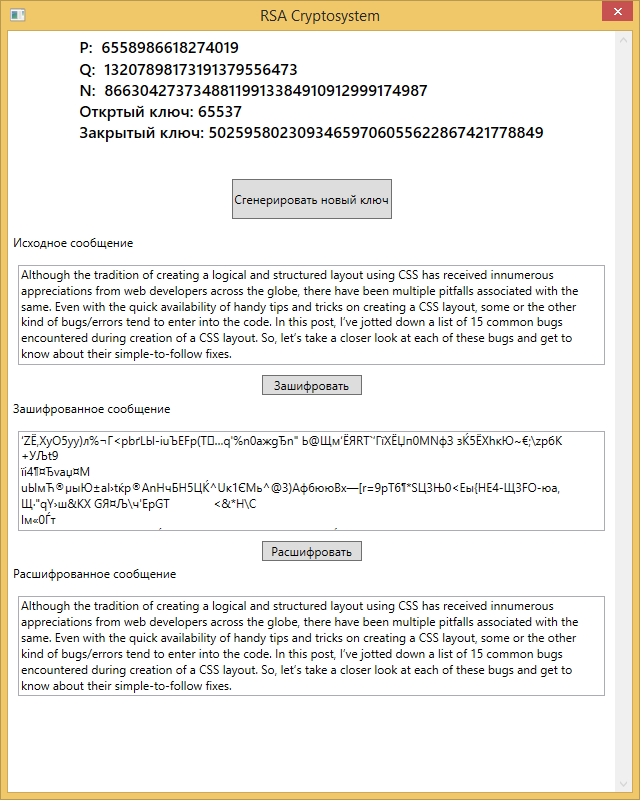 RSA Cryptosystem
P: 6558986618274019
Q: 13207898173191379556473
N: 86630427373488119913384910912999174987
Откртый ключ: 65537
Закрытый ключ: 50259580230934659706055622867421778849
Сгенерировать новый ключ
Исходное сообщение
Although the tradition of creating a logical and structured layout using CSS has received innumerous
appreciations from web developers across the globe, there have been multiple pitfalls associated with the
same. Even with the quick availability of handy tips and tricks on creating a CSS layout, some or the other
kind of bugs/errors tend to enter into the code. In this post, I’ve jotted down a list of 15 common bugs
encountered during creation of a CSS layout. So, let’s take a closer look at each of these bugs and get to
know about their simple-to-follow fixes.
Зашифровать
Зашифрованное сообщение
+УЉt9
їі4¶¤Ђvaџ¤M
Расшифровать
Расшифрованное сообщение
Although the tradition of creating a logical and structured layout using CSS has received innumerous
appreciations from web developers across the globe, there have been multiple pitfalls associated with the
same. Even with the quick availability of handy tips and tricks on creating a CSS layout, some or the other
kind of bugs/errors tend to enter into the code. In this post, I’ve jotted down a list of 15 common bugs
encountered during creation of a CSS layout. So, let’s take a closer look at each of these bugs and get to
know about their simple-to-follow fixes.